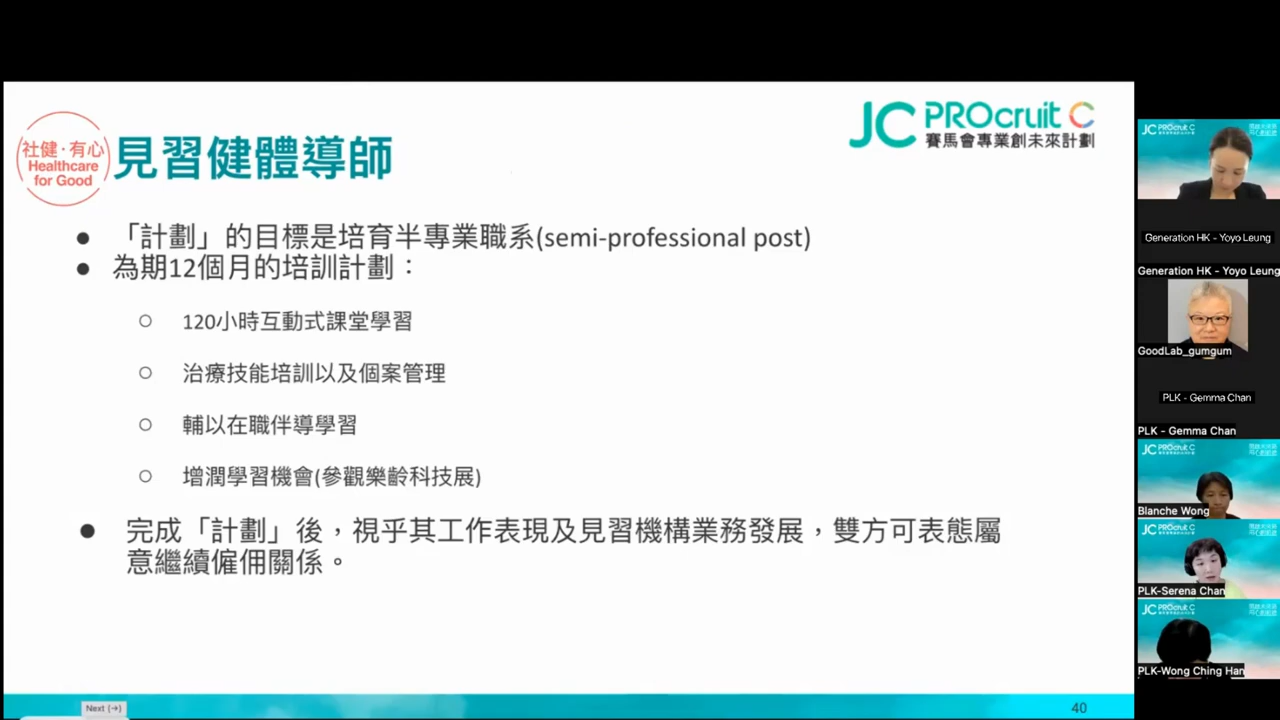 社健·有心
Healthcare
for Good
見習健體導師
JC PROcruit C
賽馬會專業創未來計劃
● 「計劃」的目標是培育半專業職系(semi-professional post)
● 為期12個月的培訓計劃：
○ 120小時互動式課堂學習
○ 治療技能培訓以及個案管理
○ 輔以在職伴導學習
○ 增潤學習機會(參觀樂齡科技展)
● 完成「計劃」後，視乎其工作表現及見習機構業務發展，雙方可表態屬
意繼續僱佣關係。
Next (→)
40
JC PROcruit C
Generation HK - Yoyo Leung
Generation HK - Yoyo Leung
GoodLab_gumgum
PLK - Gemma Chan
PLK - Gemma Chan
JC PROcruit C
Blanche Wong
JC PROcruit C
PLK-Serena Chan
JC PROcruit C
PLK-Wong Ching Han